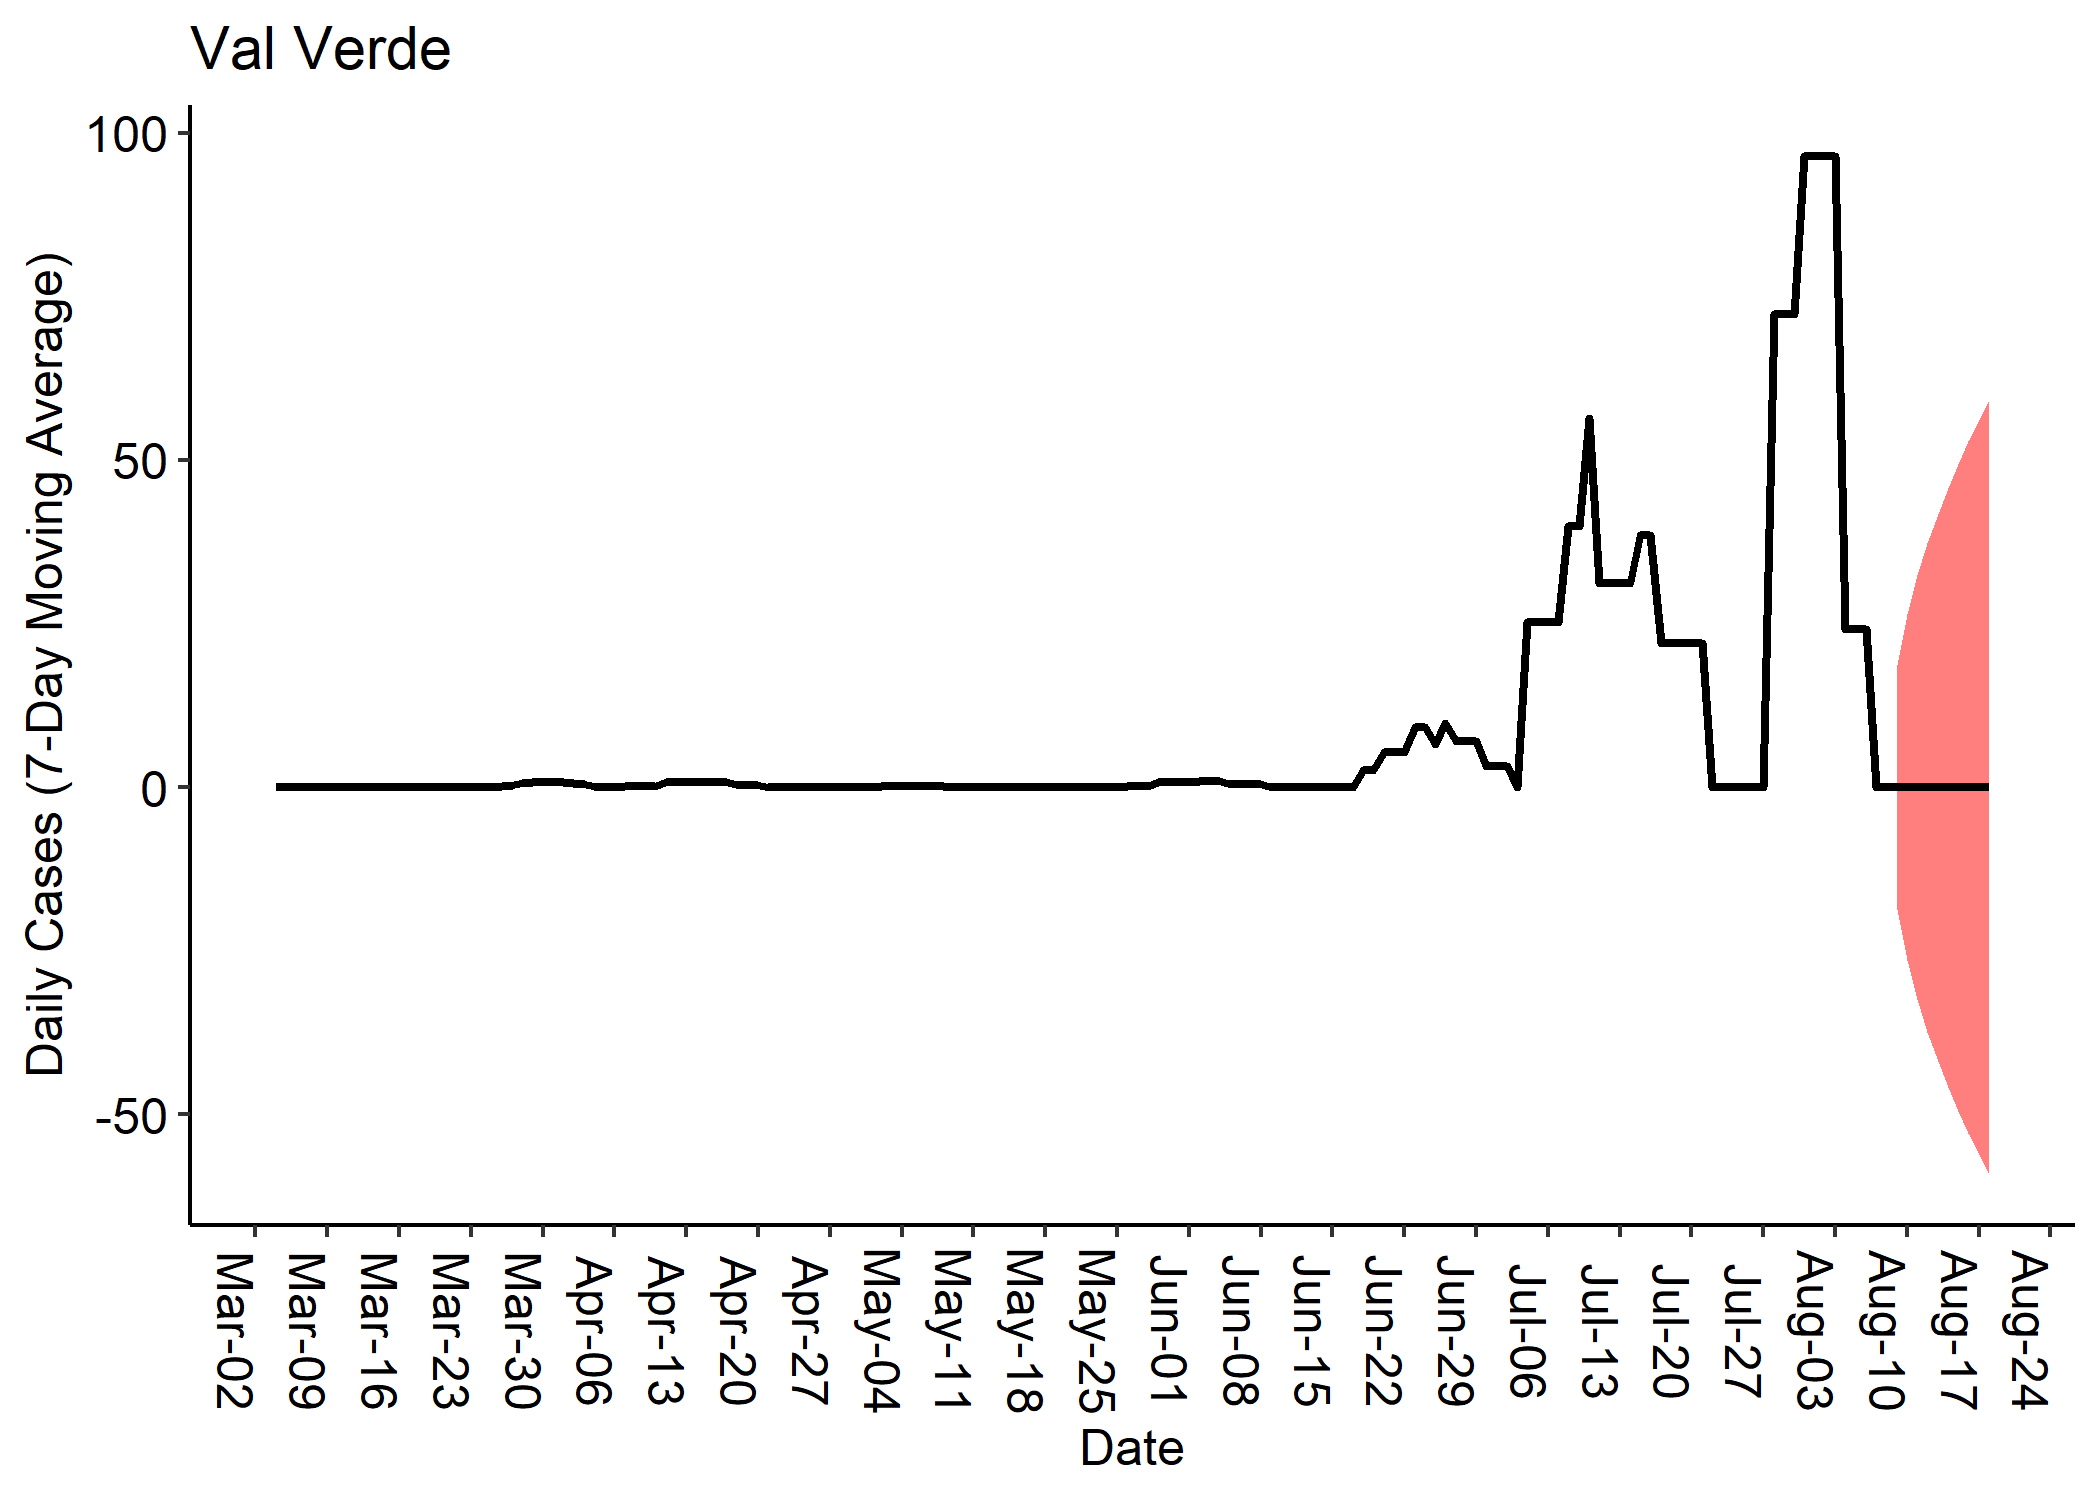 Val Verde
Daily Cases (7-Day Moving Average)
100
50
0
-50
Mar-02
Mar-09
Mar-16
Mar-23
Mar-30
Apr-06
Apr-13
Apr-20
Apr-27
May-04
May-11
May-18
May-25
Jun-01
Jun-08
Jun-15
Jun-22
Jun-29
Jul-06
Jul-13
Jul-20
Jul-27
Aug-03
Aug-10
Aug-17
Aug-24
Date